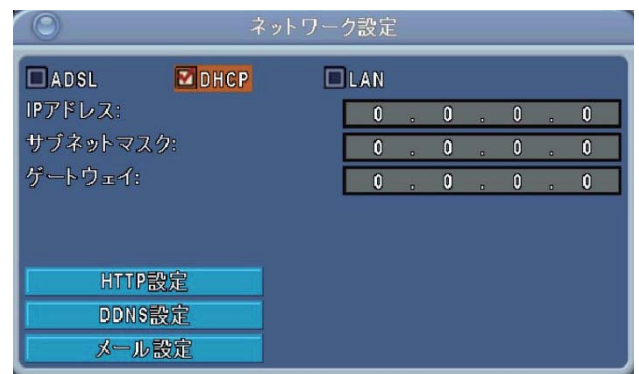 ネットワーク設定
ADSL DHCP LAN
IPアドレス: 0 . 0 . 0 . 0
サブネットマスク: 0 . 0 . 0 . 0
ゲートウェイ: 0 . 0 . 0 . 0
HTTP設定
DDNS設定
メール設定